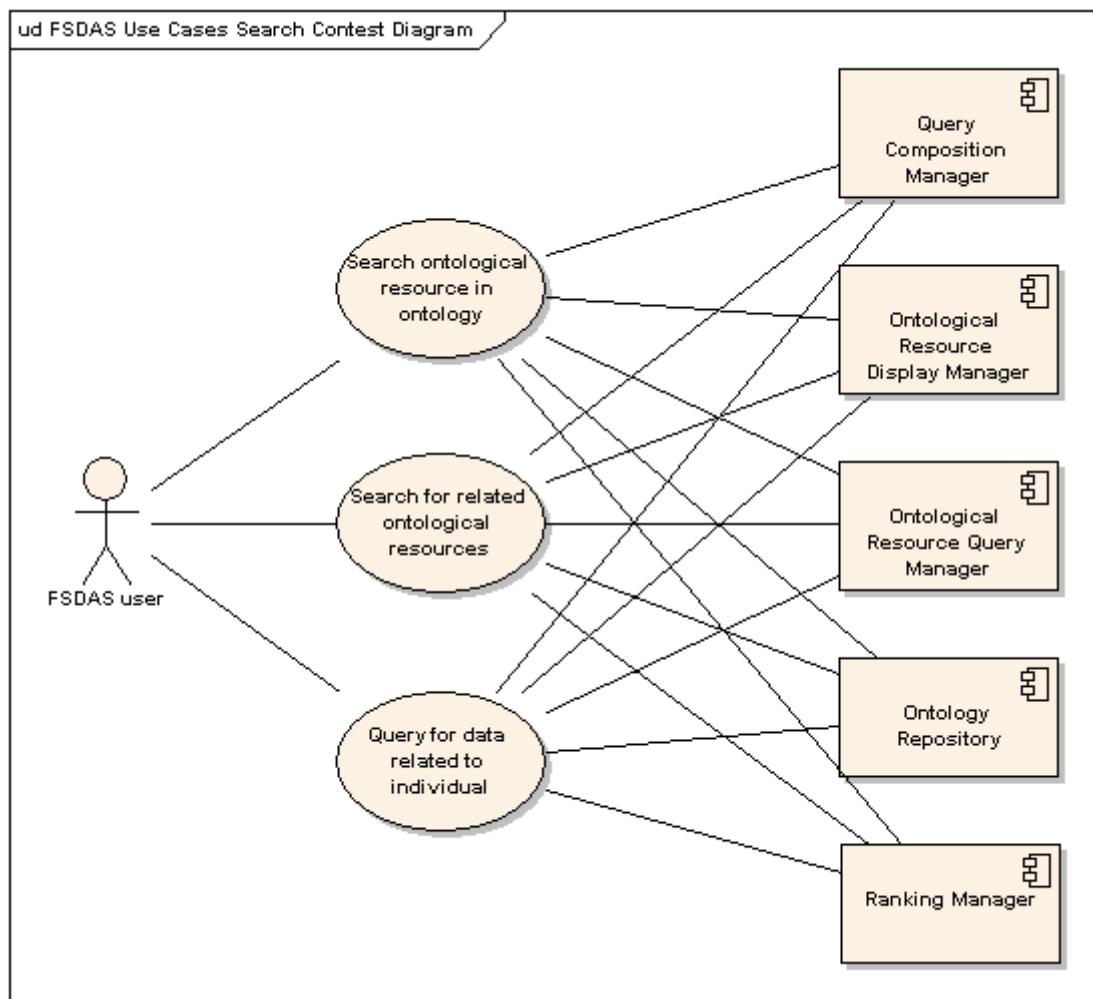 ud FSDAS Use Cases Search Contest Diagram
Query
Composition
Manager
Search ontological
resource in
ontology
Ontological
Resource
Display Manager
Search for related
ontological
resources
Ontological
Resource Query
Manager
FSDAS user
Query for data
related to
individual
Ontology
Repository
Ranking Manager